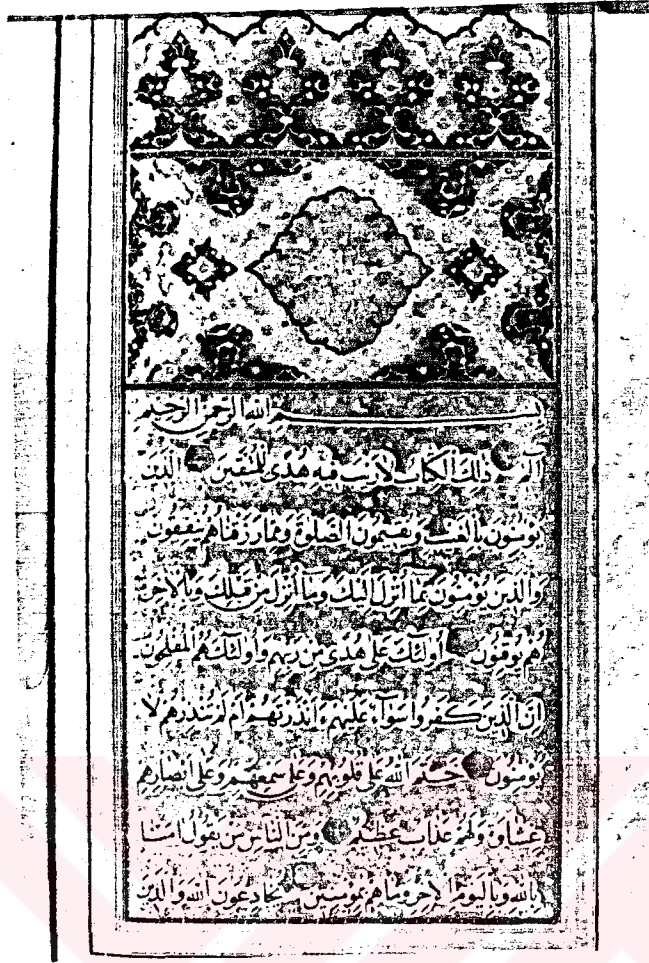 بسم الله الرحمن الرحيم
الم ذلك الكتاب لا ريب فيه هدى للمتقين الذين
يؤمنون بالغيب ويقيمون الصلوة ومما رزقناهم ينفقون
والذين يؤمنون بما انزل اليك وما انزل من قبلك وبالاخرة
هم يوقنون اولئك على هدى من ربهم واولئك هم المفلحون
ان الذين كفروا سوآء عليهم ءانذرتهم ام لم تنذرهم لا
يؤمنون ختم الله على قلوبهم وعلى سمعهم وعلى ابصارهم
غشاوة ولهم عذاب عظيم ومن الناس من يقول امنا
بالله وباليوم الاخر وما هم بمؤمنين يخادعون الله والذين